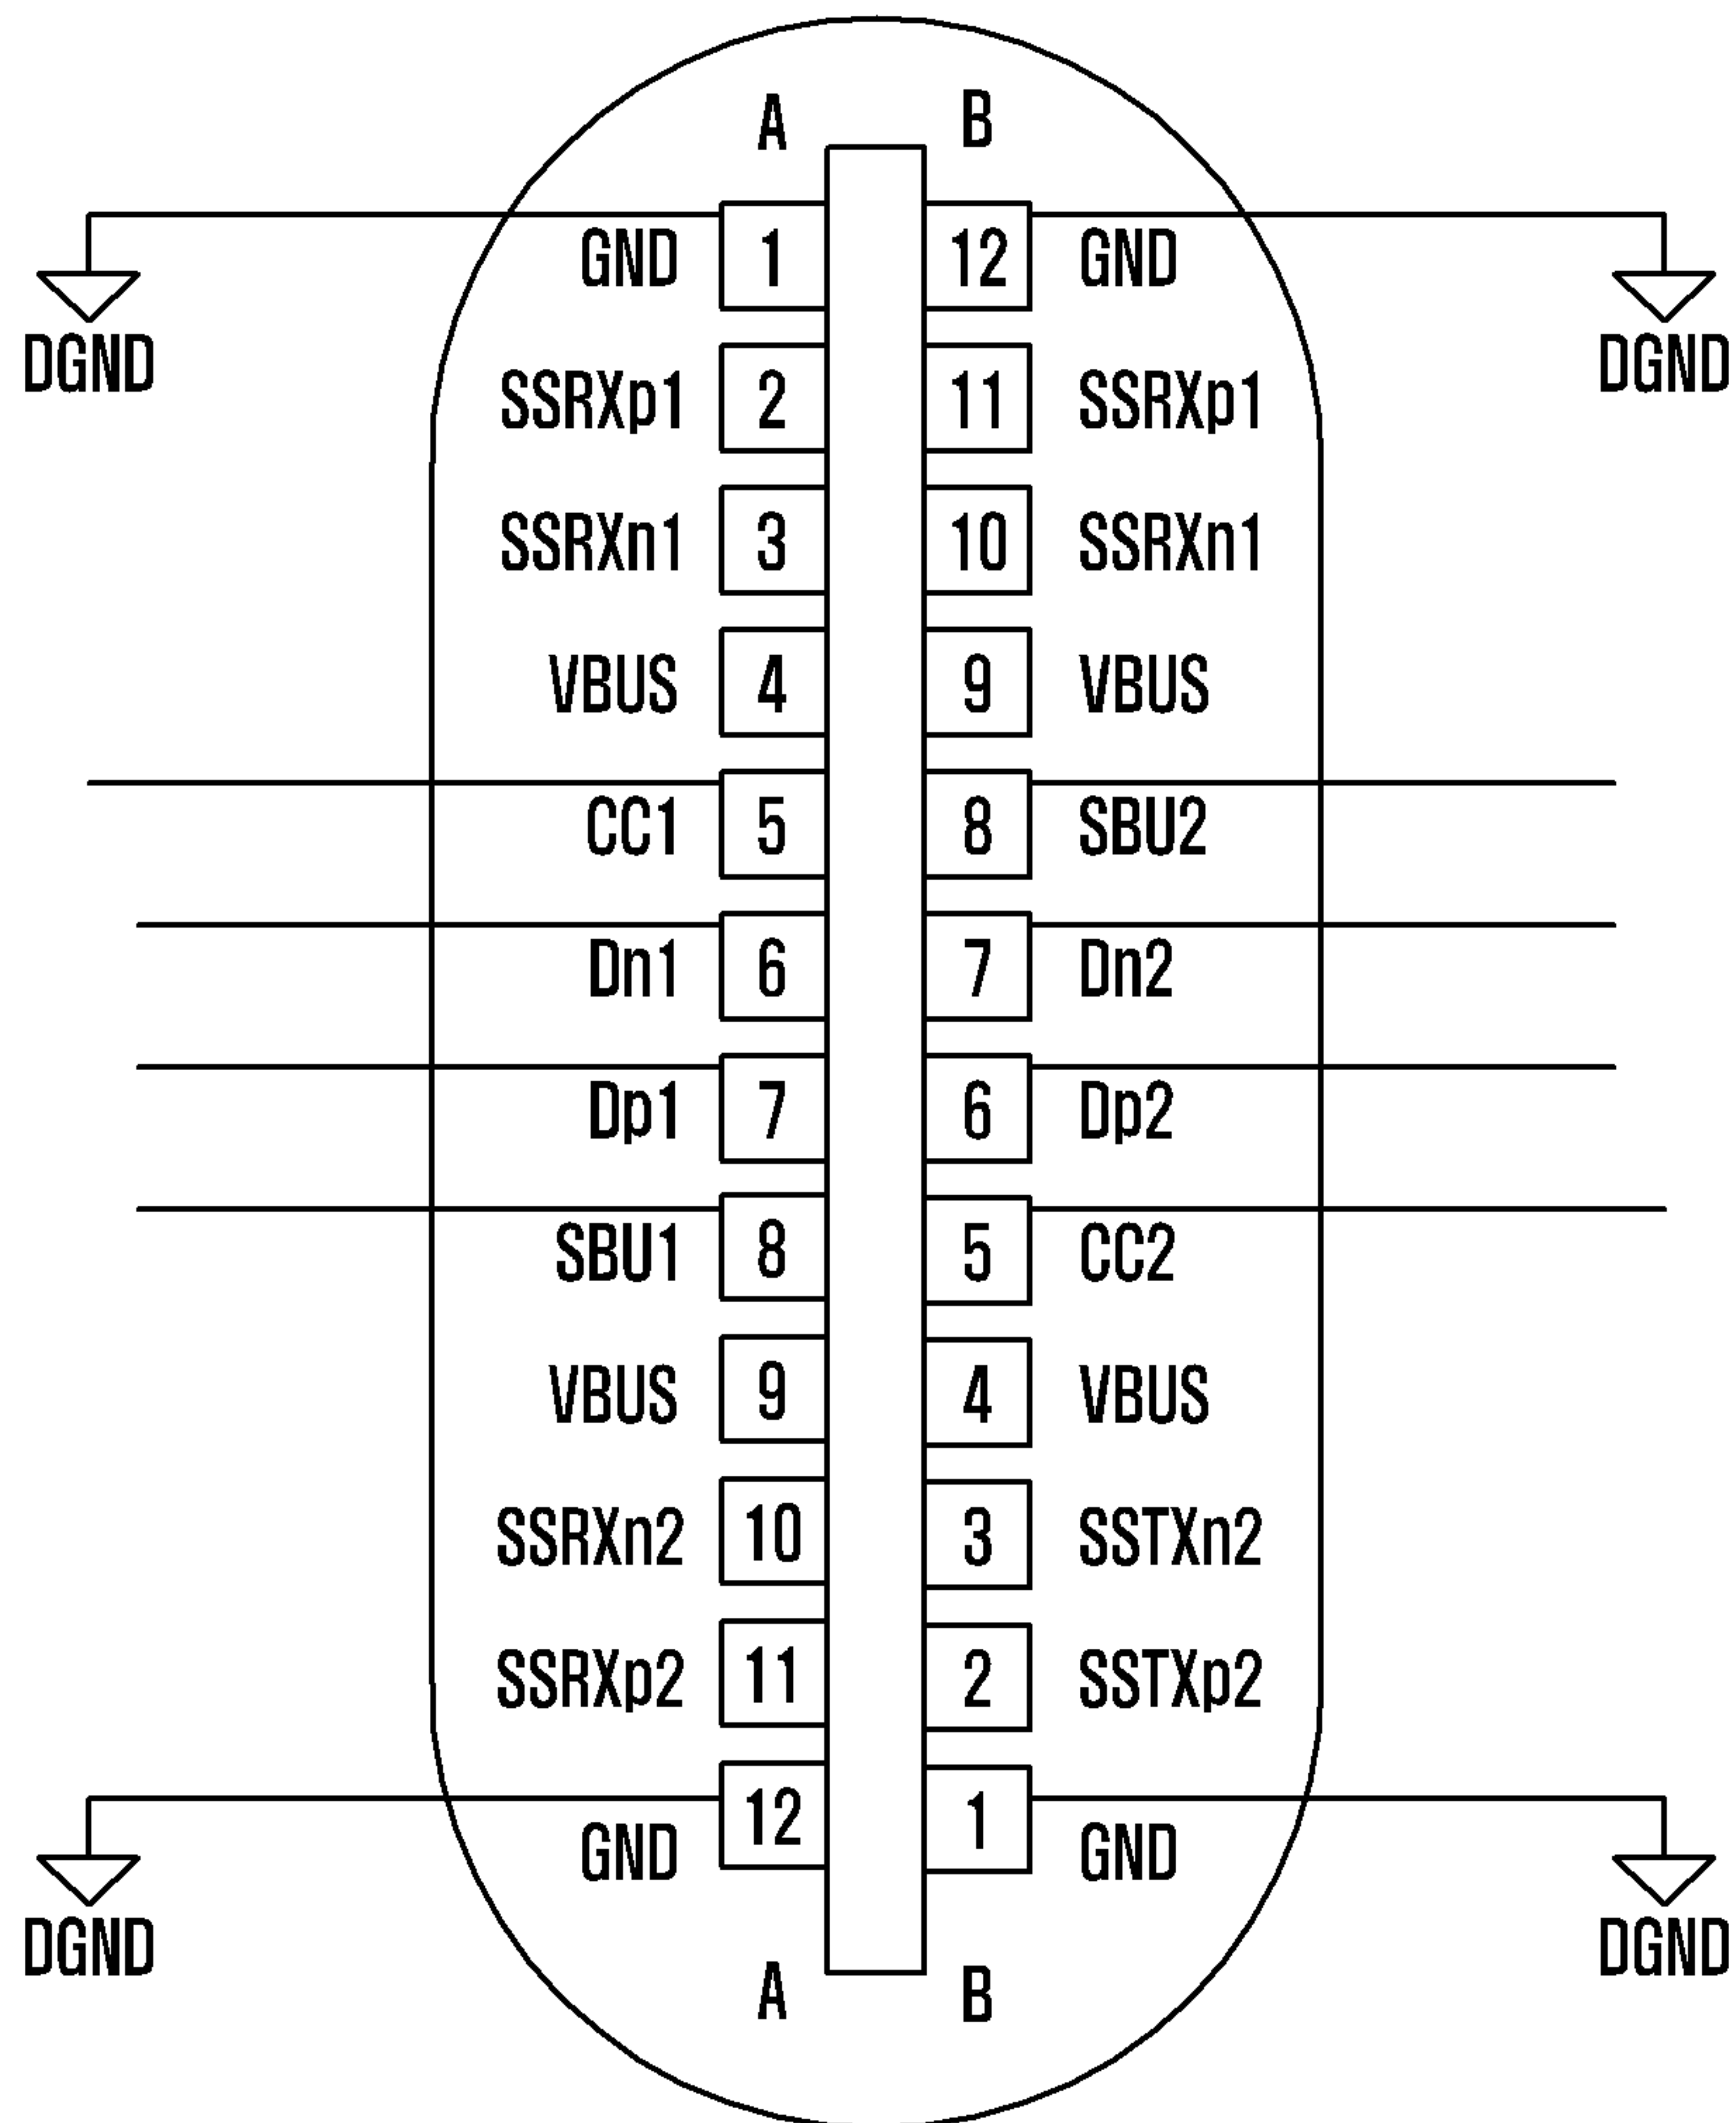 A B
GND 1 12 GND
DGND DGND
SSRXp1 2 11 SSRXp1
SSRXn1 3 10 SSRXn1
VBUS 4 9 VBUS
CC1 5 8 SBU2
Dn1 6 7 Dn2
Dp1 7 6 Dp2
SBU1 8 5 CC2
VBUS 9 4 VBUS
SSRXn2 10 3 SSTXn2
SSRXp2 11 2 SSTXp2
GND 12 1 GND
DGND DGND
A B